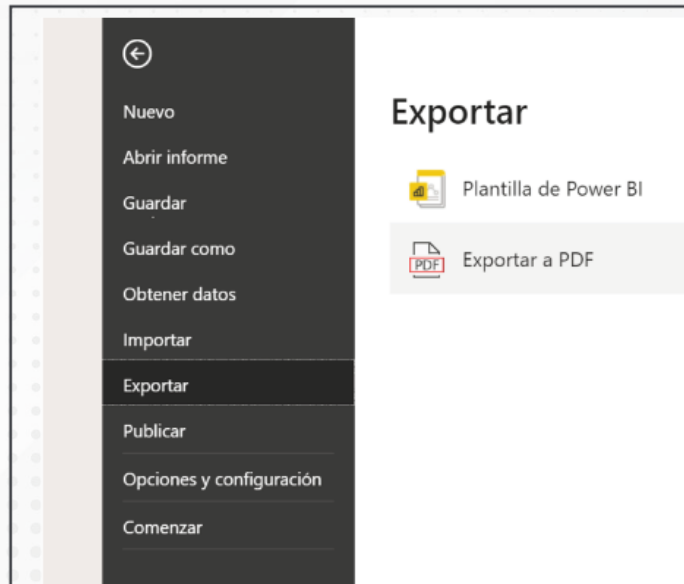 Nuevo
Abrir informe
Guardar
Guardar como
Obtener datos
Importar
Exportar
Publicar
Opciones y configuración
Comenzar
Exportar
Plantilla de Power BI
PDF
Exportar a PDF